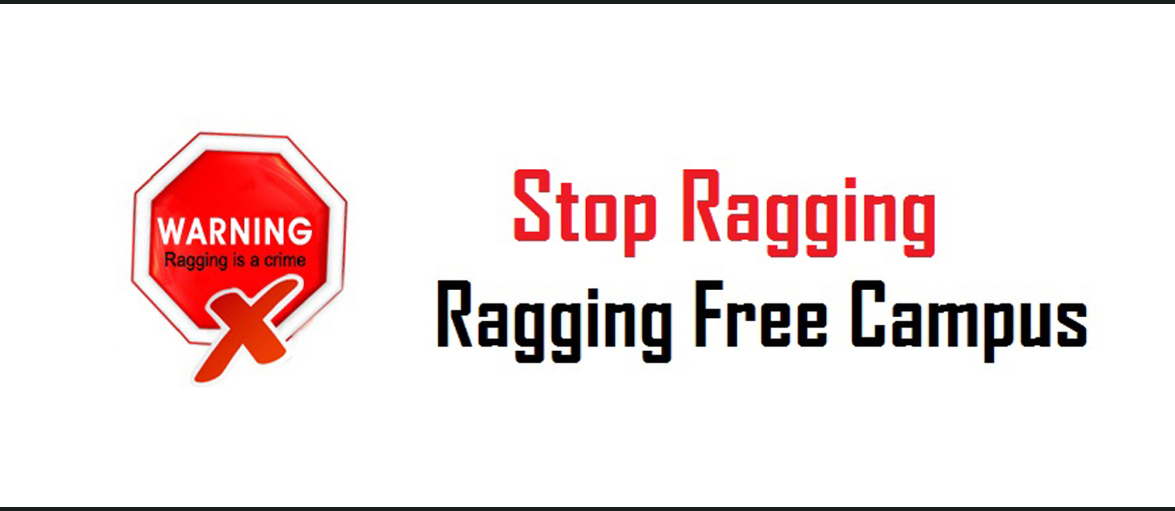 WARNING
Ragging is a crime
Stop Ragging
Ragging Free Campus